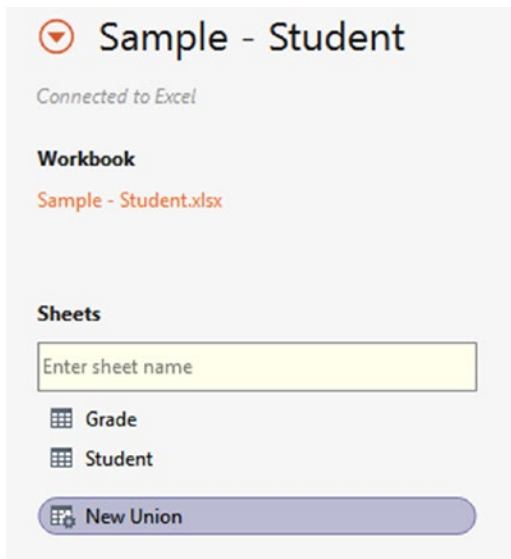 Sample - Student
Connected to Excel
Workbook
Sample - Student.xlsx
Sheets
Enter sheet name
Grade
Student
New Union